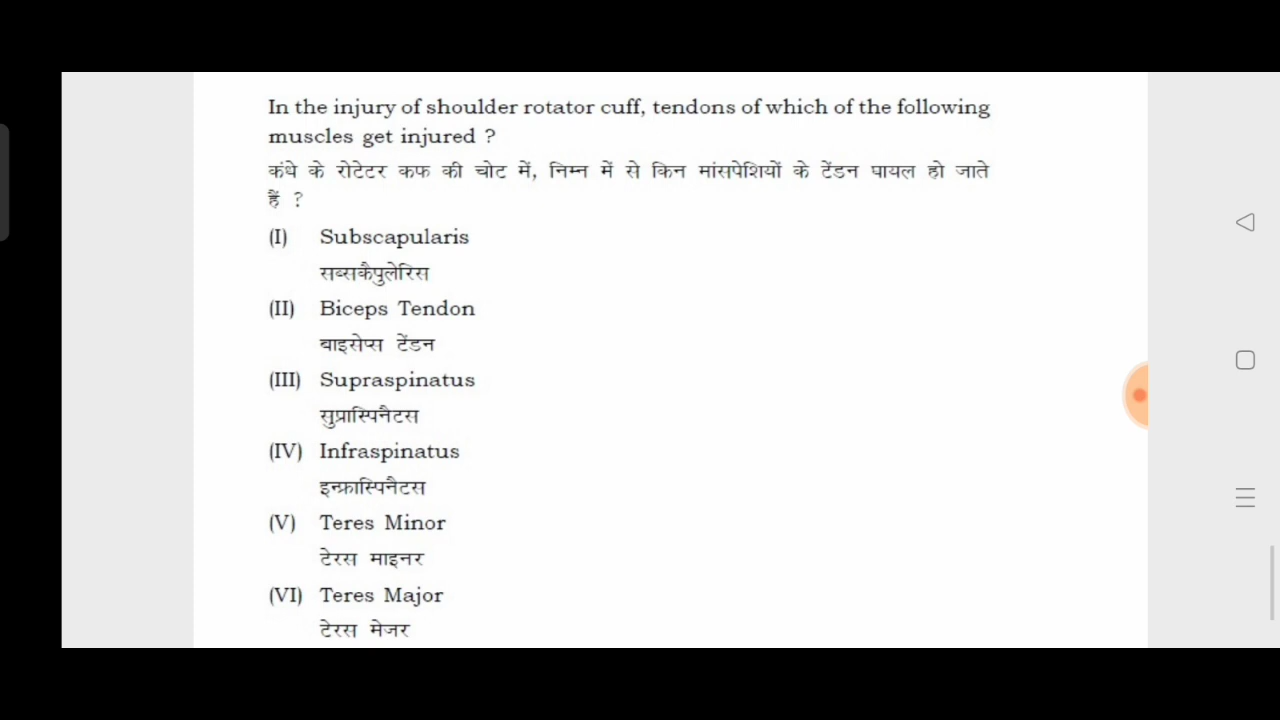 In the injury of shoulder rotator cuff, tendons of which of the following
muscles get injured ?
कंधे के रोटेटर कफ की चोट में, निम्न में से किन मांसपेशियों के टेंडन घायल हो जाते
हैं ?
(I) Subscapularis
सब्सकैपुलेरिस
(II) Biceps Tendon
बाइसेप्स टेंडन
(III) Supraspinatus
सुप्रास्पिनैटस
(IV) Infraspinatus
इन्फ्रास्पिनैटस
(V) Teres Minor
टेरस माइनर
(VI) Teres Major
टेरस मेजर